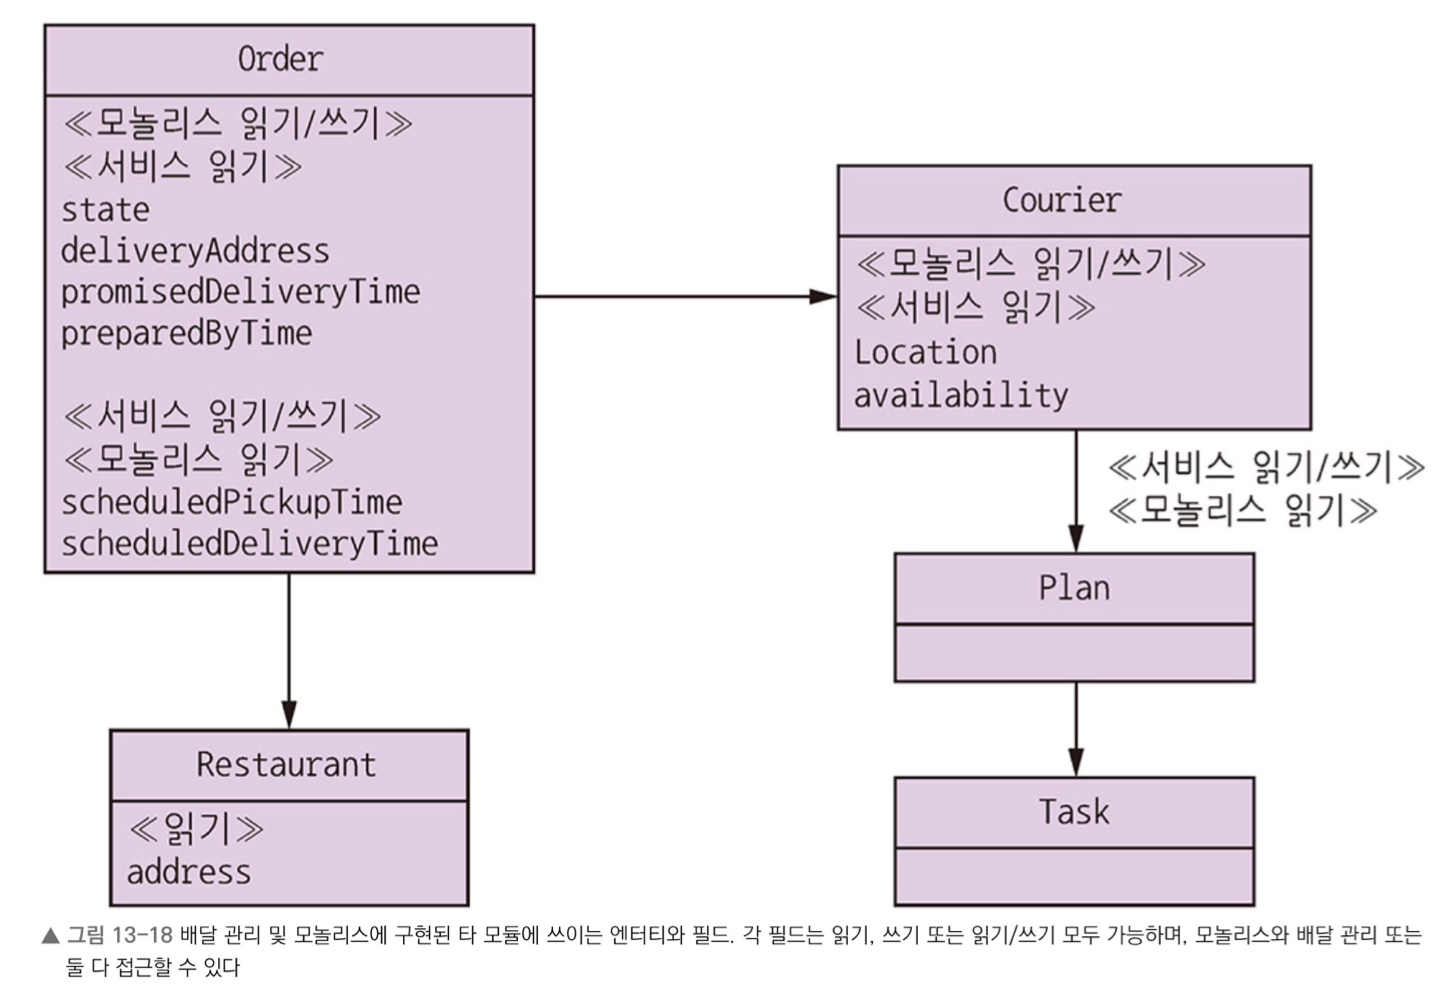 Order
≪모놀리스 읽기/쓰기≫
≪서비스 읽기≫
state
deliveryAddress
promisedDeliveryTime
preparedByTime
≪서비스 읽기/쓰기≫
≪모놀리스 읽기≫
scheduledPickupTime
scheduledDeliveryTime
Courier
≪모놀리스 읽기/쓰기≫
≪서비스 읽기≫
Location
availability
≪서비스 읽기/쓰기≫
≪모놀리스 읽기≫
Plan
Task
Restaurant
≪읽기≫
address
▲ 그림 13-18 배달 관리 및 모놀리스에 구현된 타 모듈에 쓰이는 엔터티와 필드. 각 필드는 읽기, 쓰기 또는 읽기/쓰기 모두 가능하며, 모놀리스와 배달 관리 또는
둘 다 접근할 수 있다